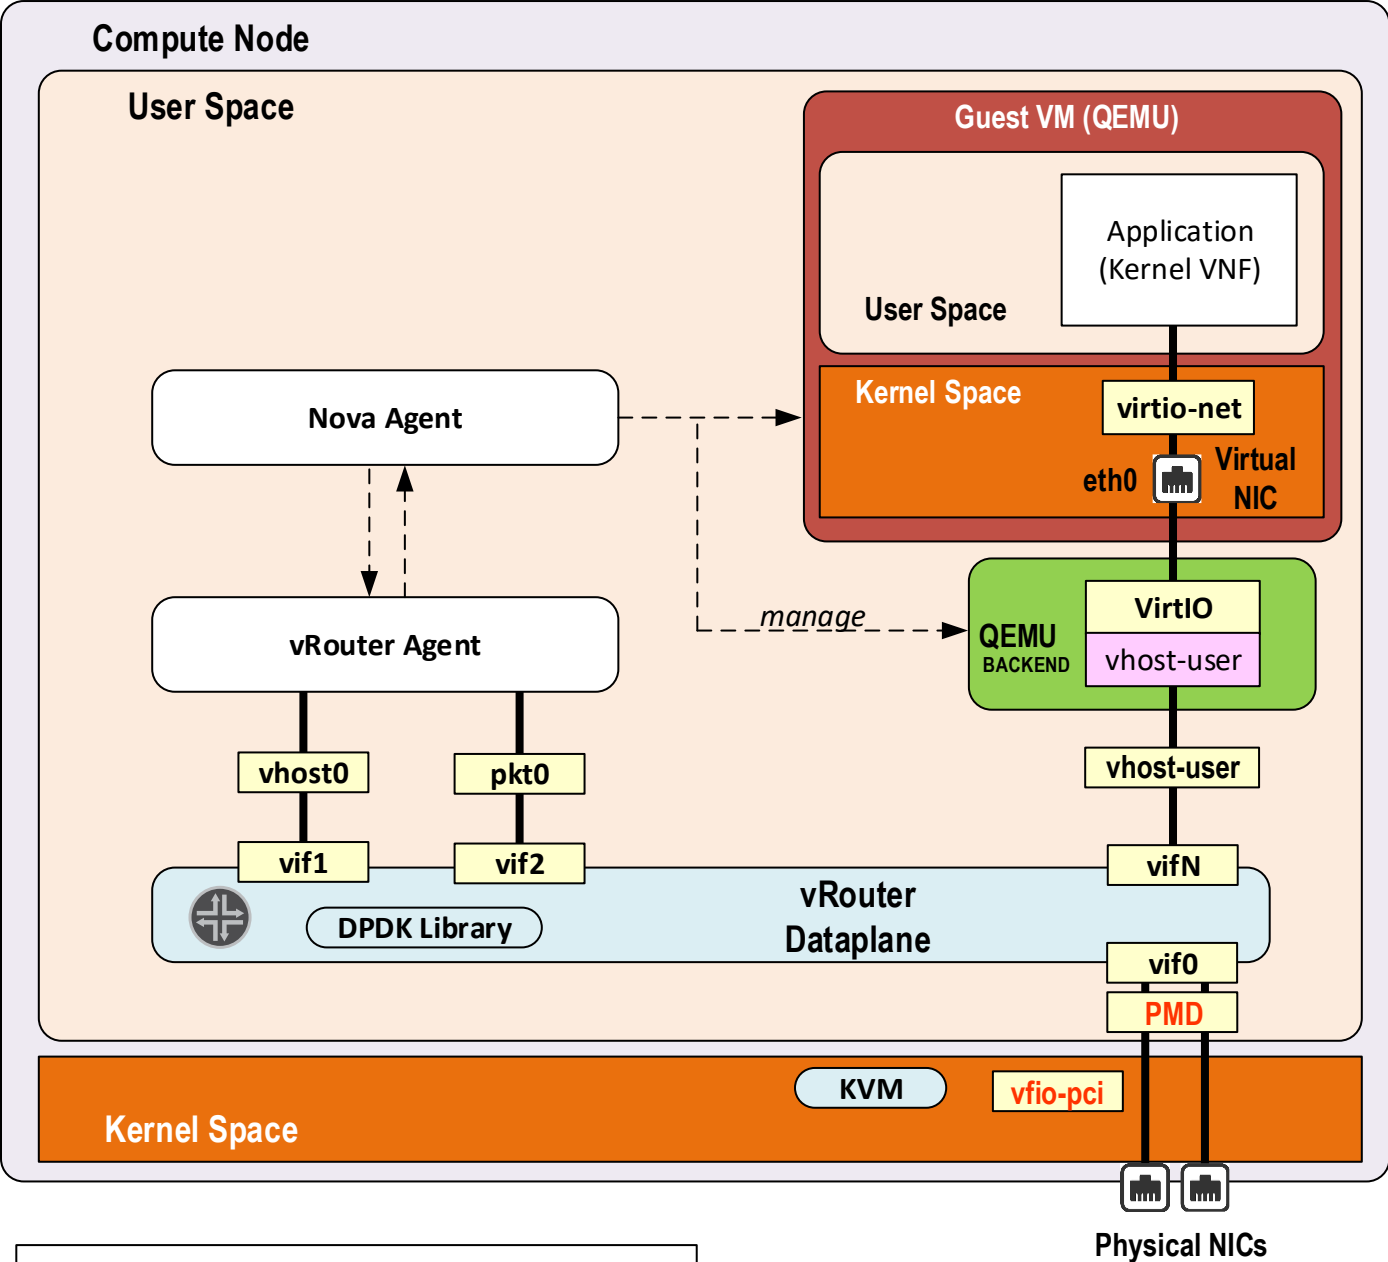 Compute Node
User Space
Guest VM (QEMU)
Application
(Kernel VNF)
User Space
Kernel Space
virtio-net
eth0
Virtual
NIC
Nova Agent
manage
vRouter Agent
QEMU
BACKEND
VirtIO
vhost-user
vhost0
pkt0
vhost-user
vif1
vif2
vifN
DPDK Library
vRouter
Dataplane
vif0
PMD
KVM
vfio-pci
Kernel Space
Physical NICs